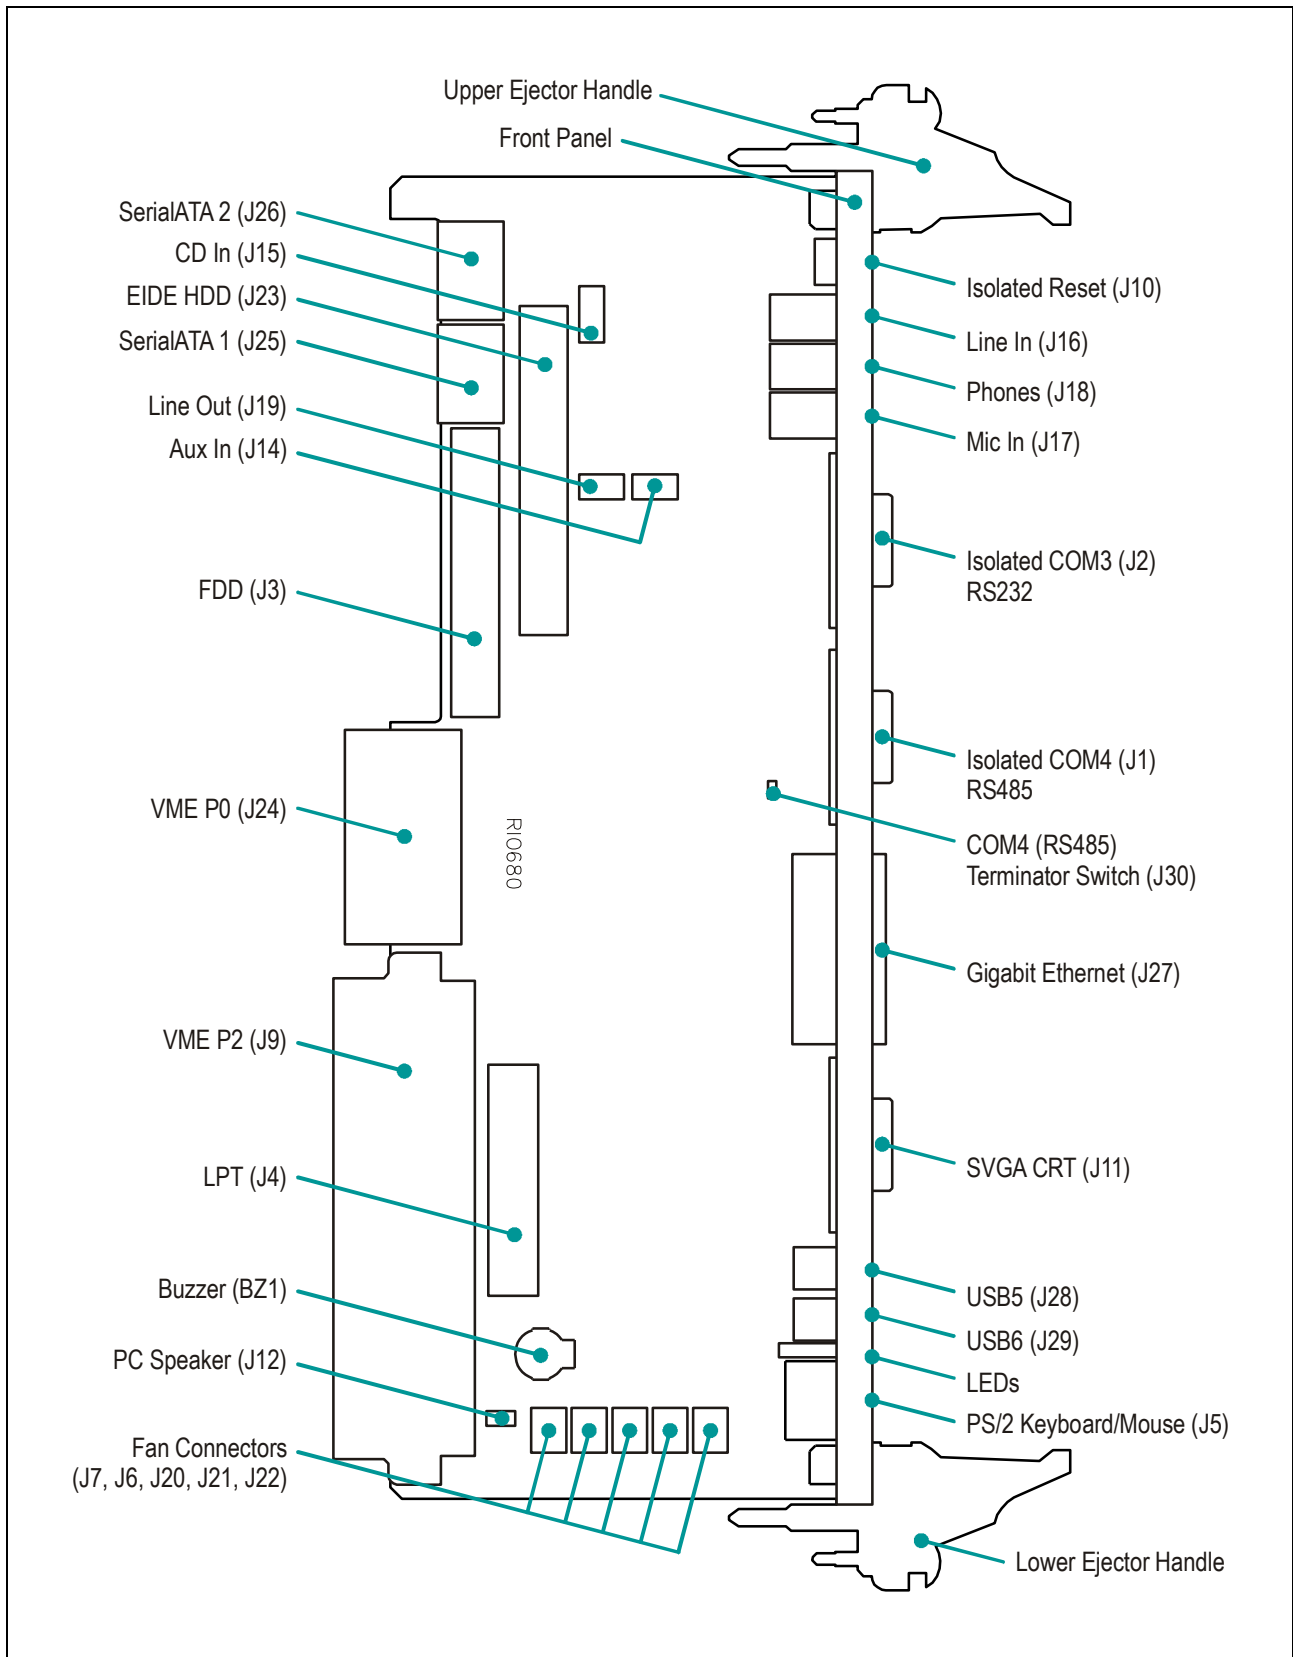 Upper Ejector Handle
Front Panel
SerialATA 2 (J26)
CD In (J15)
EIDE HDD (J23)
SerialATA 1 (J25)
Line Out (J19)
Aux In (J14)
FDD (J3)
VME P0 (J24)
VME P2 (J9)
LPT (J4)
Buzzer (BZ1)
PC Speaker (J12)
Fan Connectors
(J7, J6, J20, J21, J22)
RIO680
Isolated Reset (J10)
Line In (J16)
Phones (J18)
Mic In (J17)
Isolated COM3 (J2)
RS232
Isolated COM4 (J1)
RS485
COM4 (RS485)
Terminator Switch (J30)
Gigabit Ethernet (J27)
SVGA CRT (J11)
USB5 (J28)
USB6 (J29)
LEDs
PS/2 Keyboard/Mouse (J5)
Lower Ejector Handle